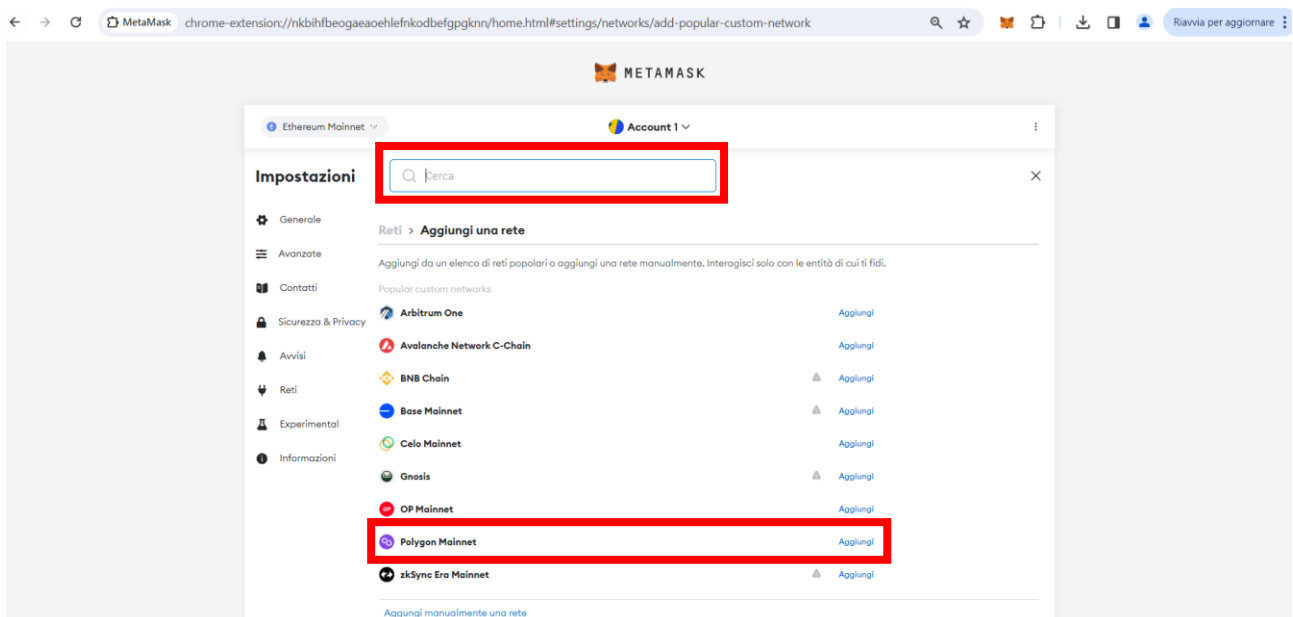 MetaMask
chrome-extension://nkbihfbeogaeaoehlefnkodbefgpgknn/home.html#settings/networks/add-popular-custom-network
Riavvia per aggiornare
METAMASK
Ethereum Mainnet
Account 1
Impostazioni
Cerca
Generale
Avanzate
Contatti
Sicurezza & Privacy
Avvisi
Reti
Experimental
Informazioni
Reti > Aggiungi una rete
Aggiungi da un elenco di reti popolari o aggiungi una rete manualmente. Interagisci solo con le entità di cui ti fidi.
Popular custom networks
Arbitrum One Aggiungi
Avalanche Network C-Chain Aggiungi
BNB Chain Aggiungi
Base Mainnet Aggiungi
Celo Mainnet Aggiungi
Gnosis Aggiungi
OP OP Mainnet Aggiungi
Polygon Mainnet Aggiungi
zkSync Era Mainnet Aggiungi
Aggungi manualmente una rete